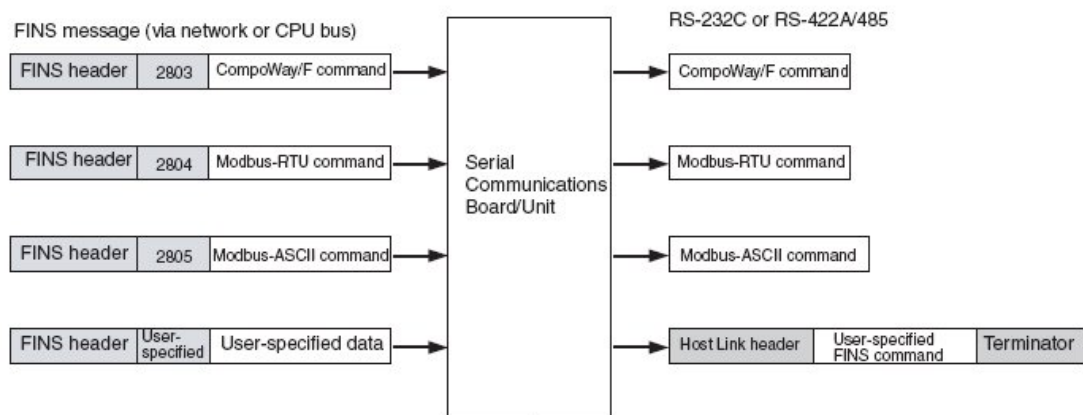 FINS message (via network or CPU bus)
RS-232C or RS-422A/485
FINS header 2803 CompoWay/F command
CompoWay/F command
FINS header 2804 Modbus-RTU command
Modbus-RTU command
Serial
Communications
Board/Unit
FINS header 2805 Modbus-ASCII command
Modbus-ASCII command
FINS header User-
specified User-specified data
Host Link header User-specified
FINS command Terminator